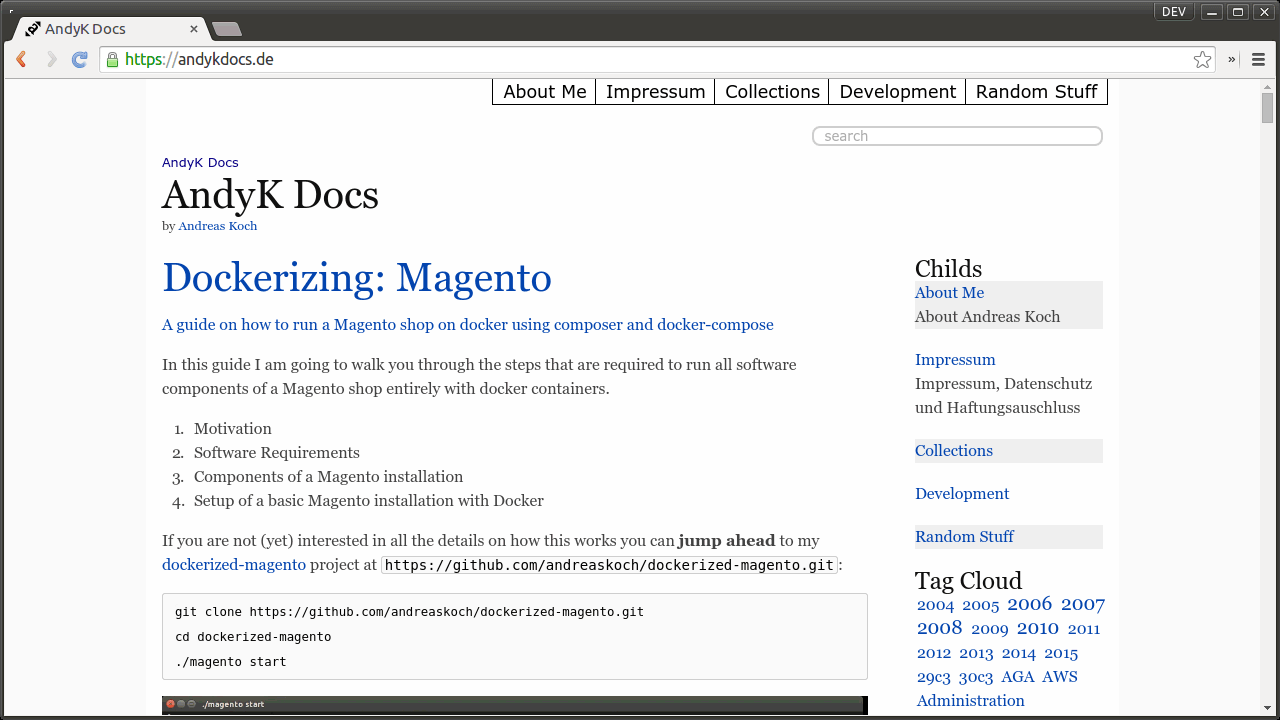 DEV
AndyK Docs
https://andykdocs.de
About Me Impressum Collections Development Random Stuff
search
AndyK Docs
AndyK Docs
by Andreas Koch
Dockerizing: Magento
A guide on how to run a Magento shop on docker using composer and docker-compose
In this guide I am going to walk you through the steps that are required to run all software
components of a Magento shop entirely with docker containers.
1. Motivation
2. Software Requirements
3. Components of a Magento installation
4. Setup of a basic Magento installation with Docker
If you are not (yet) interested in all the details on how this works you can jump ahead to my
dockerized-magento project at https://github.com/andreaskoch/dockerized-magento.git:
git clone https://github.com/andreaskoch/dockerized-magento.git
cd dockerized-magento
./magento start
./magento start
Childs
About Me
About Andreas Koch
Impressum
Impressum, Datenschutz
und Haftungsauschluss
Collections
Development
Random Stuff
Tag Cloud
2004 2005 2006 2007
2008 2009 2010 2011
2012 2013 2014 2015
29c3 30c3 AGA AWS
Administration